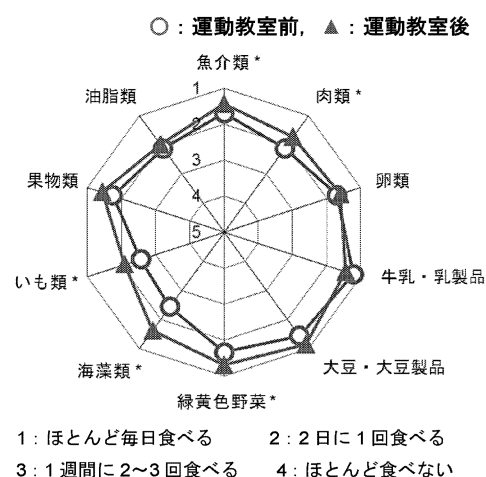 ○：運動教室前, ▲：運動教室後
魚介類*
油脂類
肉類*
1
2
3
4
5
果物類
卵類
いも類*
牛乳・乳製品
海藻類*
大豆・大豆製品
緑黄色野菜*
1：ほとんど毎日食べる 2：2日に1回食べる
3：1週間に2~3回食べる 4：ほとんど食べない